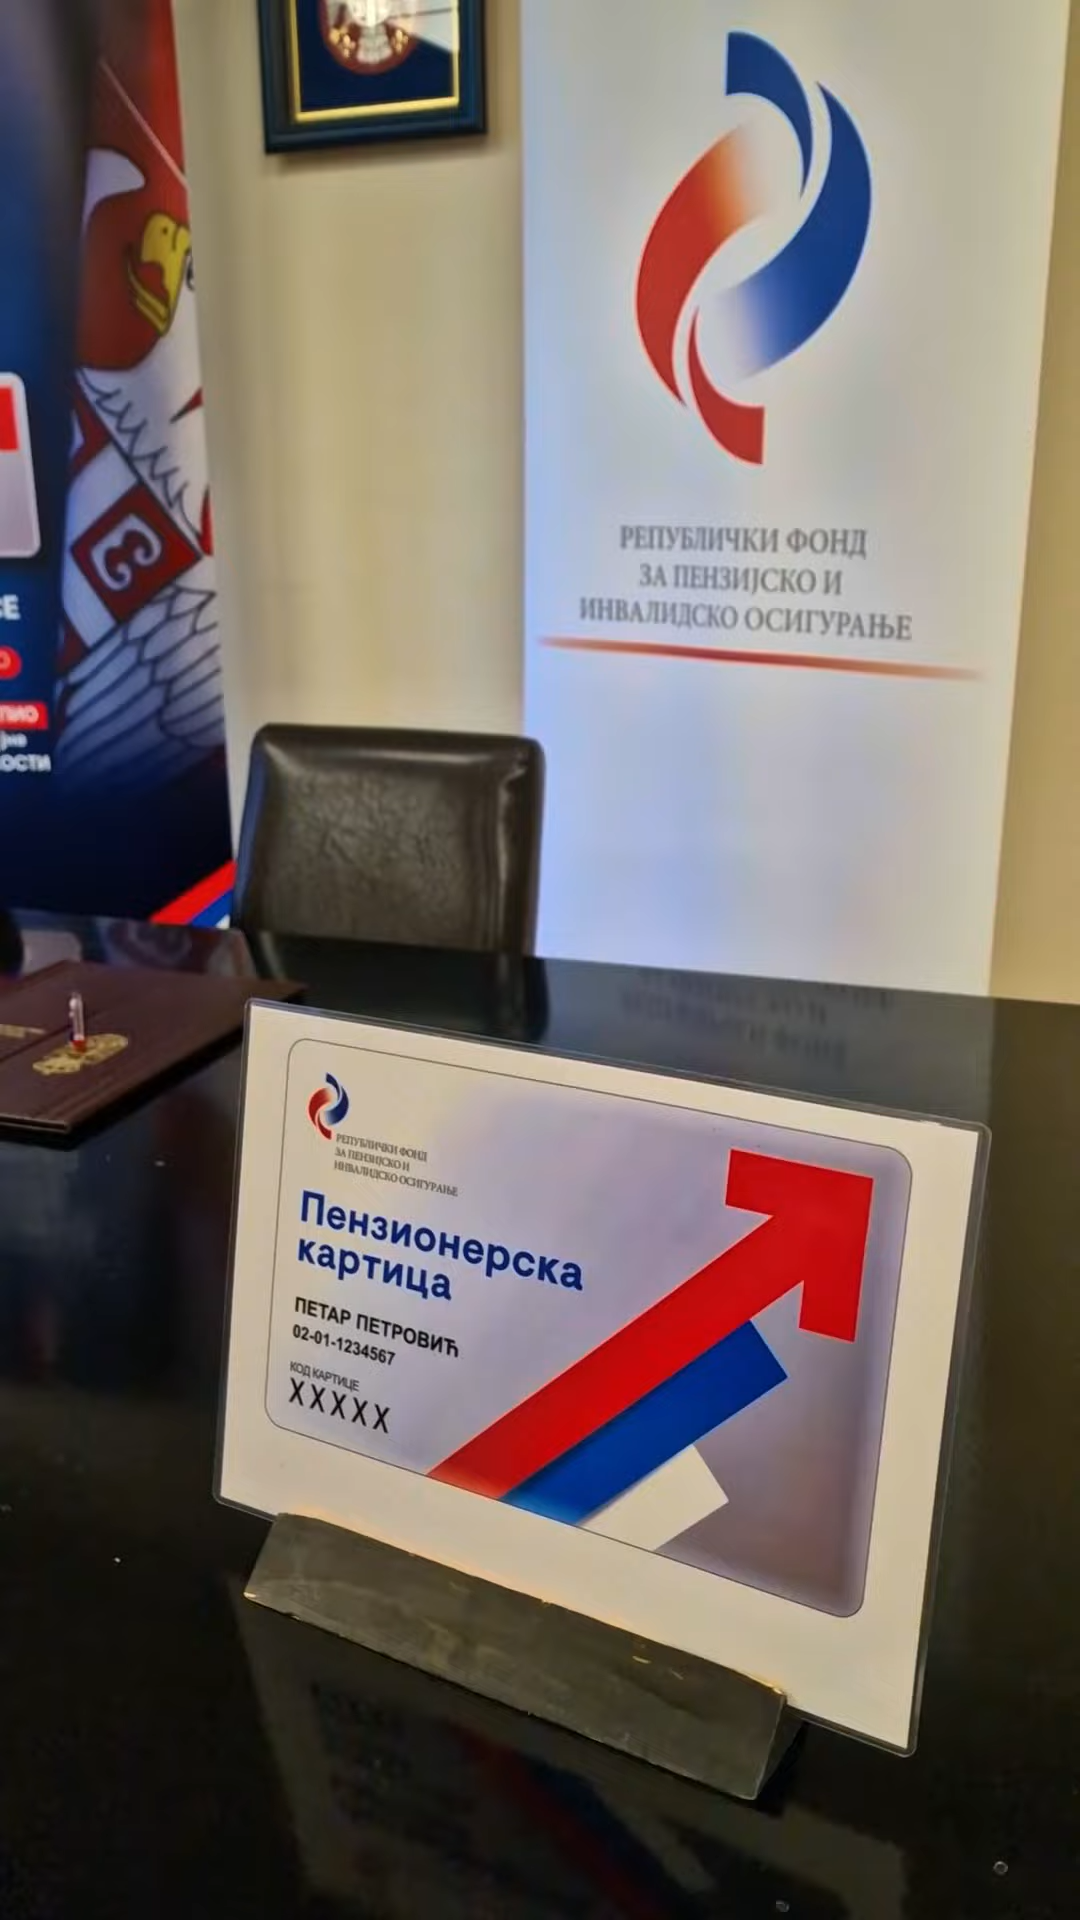 РЕПУБЛИЧКИ ФОНД
ЗА ПЕНЗИЈСКО И
ИНВАЛИДСКО ОСИГУРАЊЕ
РЕПУБЛИЧКИ ФОНД
ЗА ПЕНЗИЈСКО И
ИНВАЛИДСКО ОСИГУРАЊЕ
Пензионерска
картица
ПЕТАР ПЕТРОВИЋ
02-01-1234567
КОД КАРТИЦЕ
XXXXX